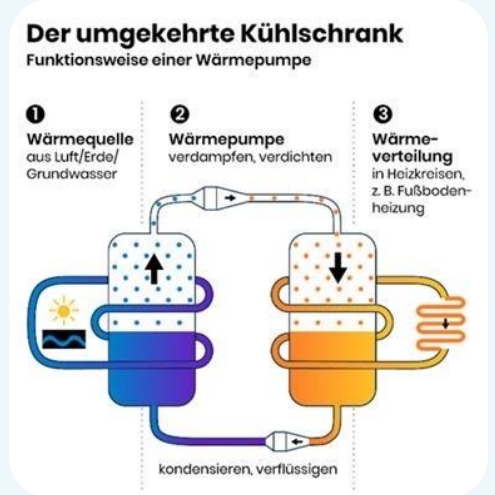 Der umgekehrte Kühlschrank
Funktionsweise einer Wärmepumpe
1
Wärmequelle
aus Luft/Erde/
Grundwasser
2
Wärmepumpe
verdampfen, verdichten
3
Wärme-
verteilung
in Heizkreisen,
z. B. Fußboden-
heizung
kondensieren, verflüssigen